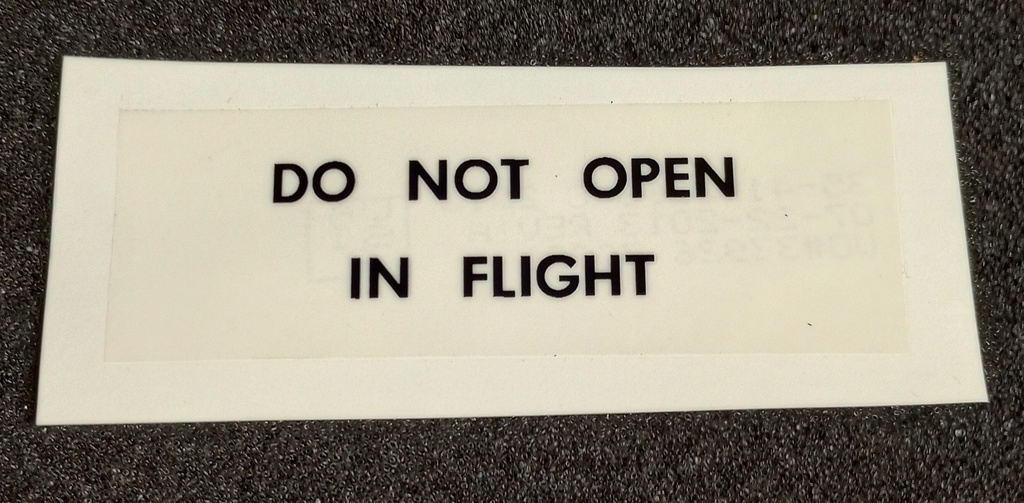 DO NOT OPEN
IN FLIGHT